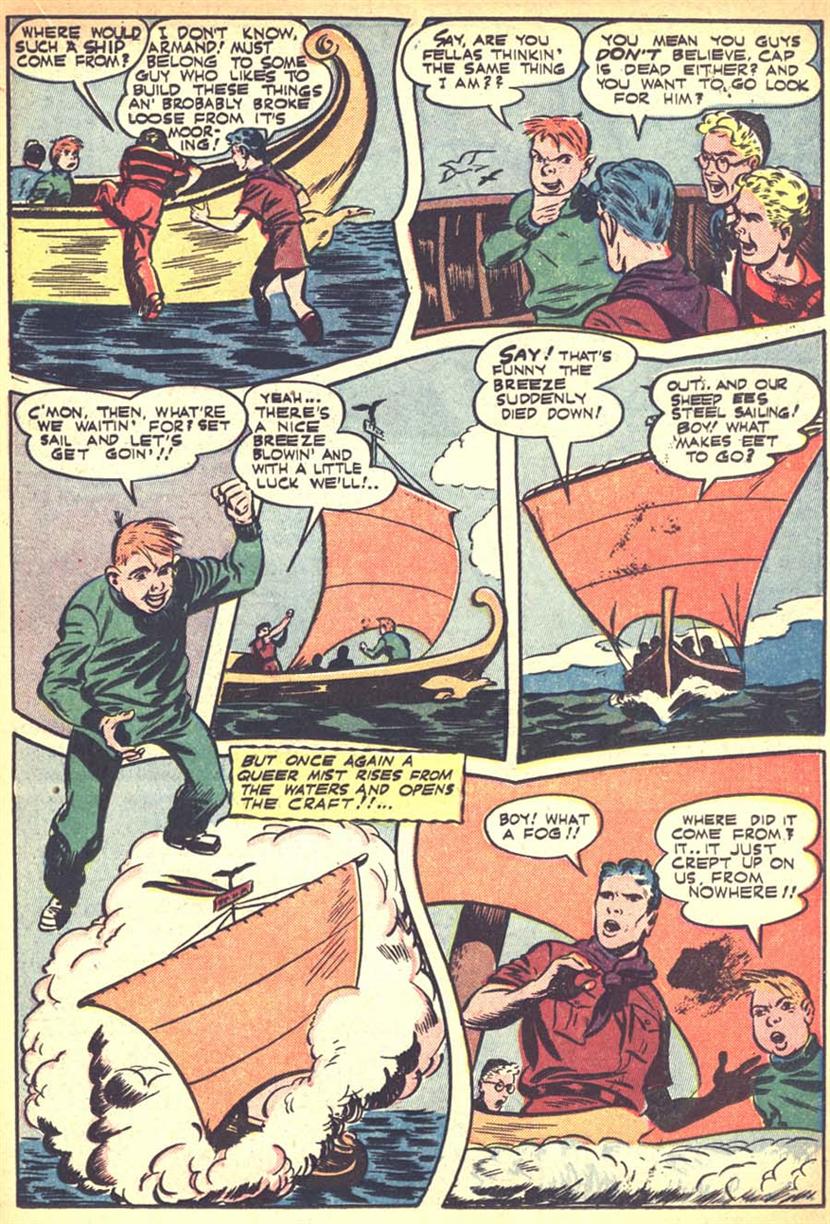 WHERE WOULD
SUCH A SHIP
COME FROM?
I DON'T KNOW,
ARMAND! MUST
BELONG TO SOME
GUY WHO LIKES TO
BUILD THESE THINGS
AN' PROBABLY BROKE
LOOSE FROM IT'S
MOOR-
ING!
SAY, ARE YOU
FELLAS THINKIN'
THE SAME THING
I AM??
YOU MEAN YOU GUYS
DON'T BELIEVE, CAP
IS DEAD EITHER? AND
YOU WANT TO GO LOOK
FOR HIM?
C'MON, THEN, WHAT'RE
WE WAITIN' FOR? SET
SAIL AND LET'S
GET GOIN'!!
YEAH...
THERE'S
A NICE
BREEZE
BLOWIN' AND
WITH A LITTLE
LUCK WE'LL!..
SAY! THAT'S
FUNNY THE
BREEZE
SUDDENLY
DIED DOWN!
OUI. AND OUR
SHEEP EES
STEEL SAILING!
BOY! WHAT
MAKES EET
TO GO?
BUT ONCE AGAIN A
QUEER MIST RISES FROM
THE WATERS AND OPENS
THE CRAFT!!...
BOY! WHAT
A FOG!!
WHERE DID IT
COME FROM?
IT.. IT JUST
CREPT UP ON
US, FROM
NOWHERE!!